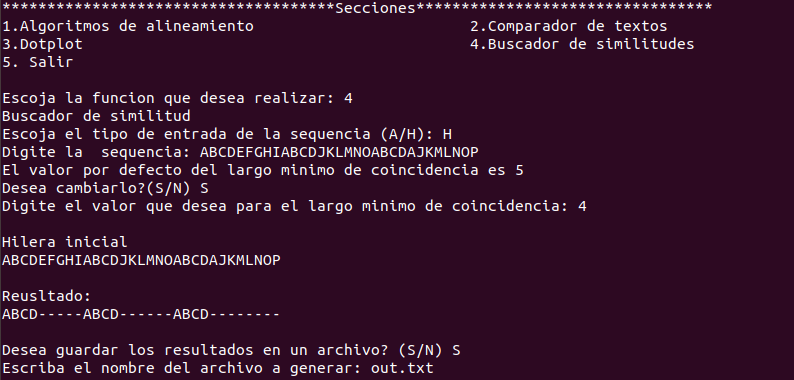 *************************************Secciones*********************************
1.Algoritmos de alineamiento 2.Comparador de textos
3.Dotplot 4.Buscador de similitudes
5. Salir
Escoja la funcion que desea realizar: 4
Buscador de similitud
Escoja el tipo de entrada de la sequencia (A/H): H
Digite la  sequencia: ABCDEFGHIABCDJKLMNOABCDAJKMLNOP
El valor por defecto del largo minimo de coincidencia es 5
Desea cambiarlo?(S/N) S
Digite el valor que desea para el largo minimo de coincidencia: 4
Hilera inicial
ABCDEFGHIABCDJKLMNOABCDAJKMLNOP
Reusltado:
ABCD-----ABCD------ABCD--------
Desea guardar los resultados en un archivo? (S/N) S
Escriba el nombre del archivo a generar: out.txt